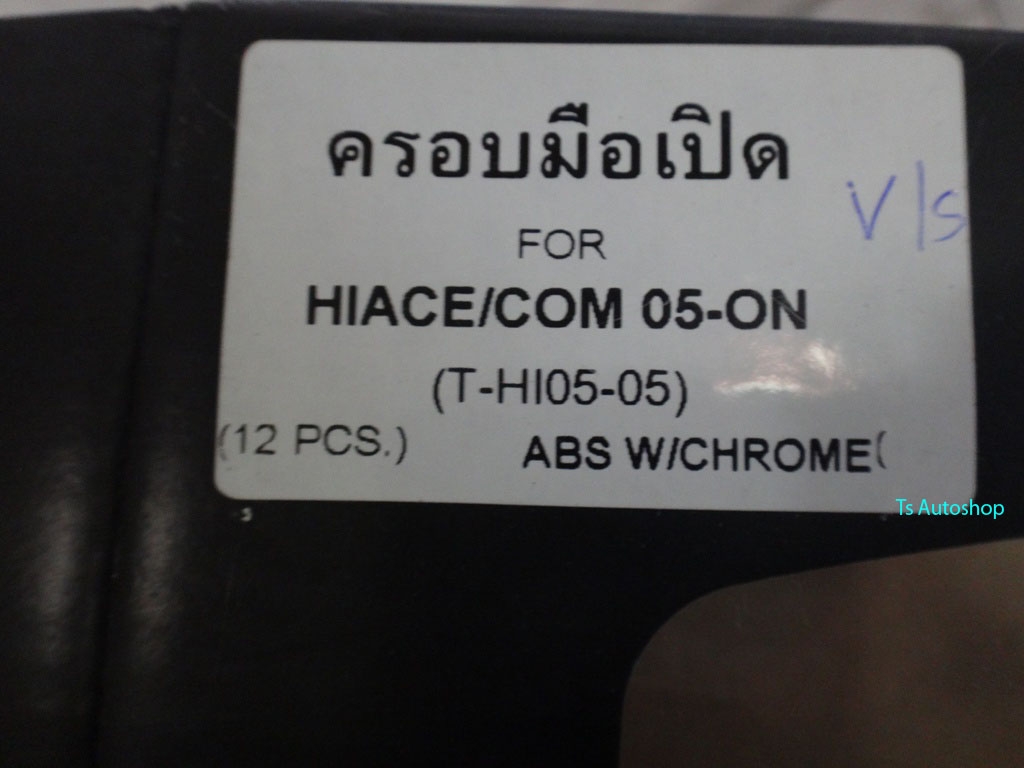 ครอบมือเปิด
V/s
FOR
HIACE/COM 05-ON
(T-HI05-05)
(12 PCS.) ABS W/CHROME(
Ts Autoshop